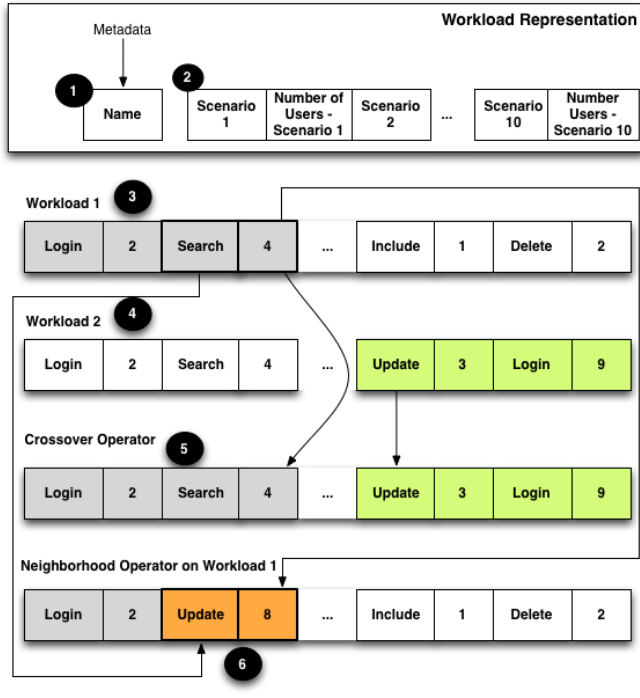 Workload Representation
Metadata
1
2
Name
Scenario
1
Number of
Users -
Scenario 1
Scenario
2
...
Scenario
10
Number
Users -
Scenario 10
Workload 1
3
Login 2 Search 4 ... Include 1 Delete 2
Workload 2
4
Login 2 Search 4 ... Update 3 Login 9
Crossover Operator
5
Login 2 Search 4 ... Update 3 Login 9
Neighborhood Operator on Workload 1
Login 2 Update 8 ... Include 1 Delete 2
6